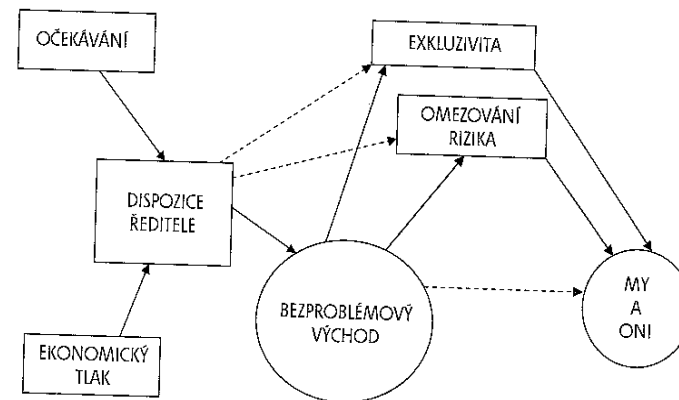 OČEKÁVÁNÍ
EXKLUZIVITA
OMEZOVÁNÍ
RIZIKA
DISPOZICE
ŘEDITELE
BEZPROBLÉMOVÝ
VÝCHOD
MY
A
ONI
EKONOMICKÝ
TLAK